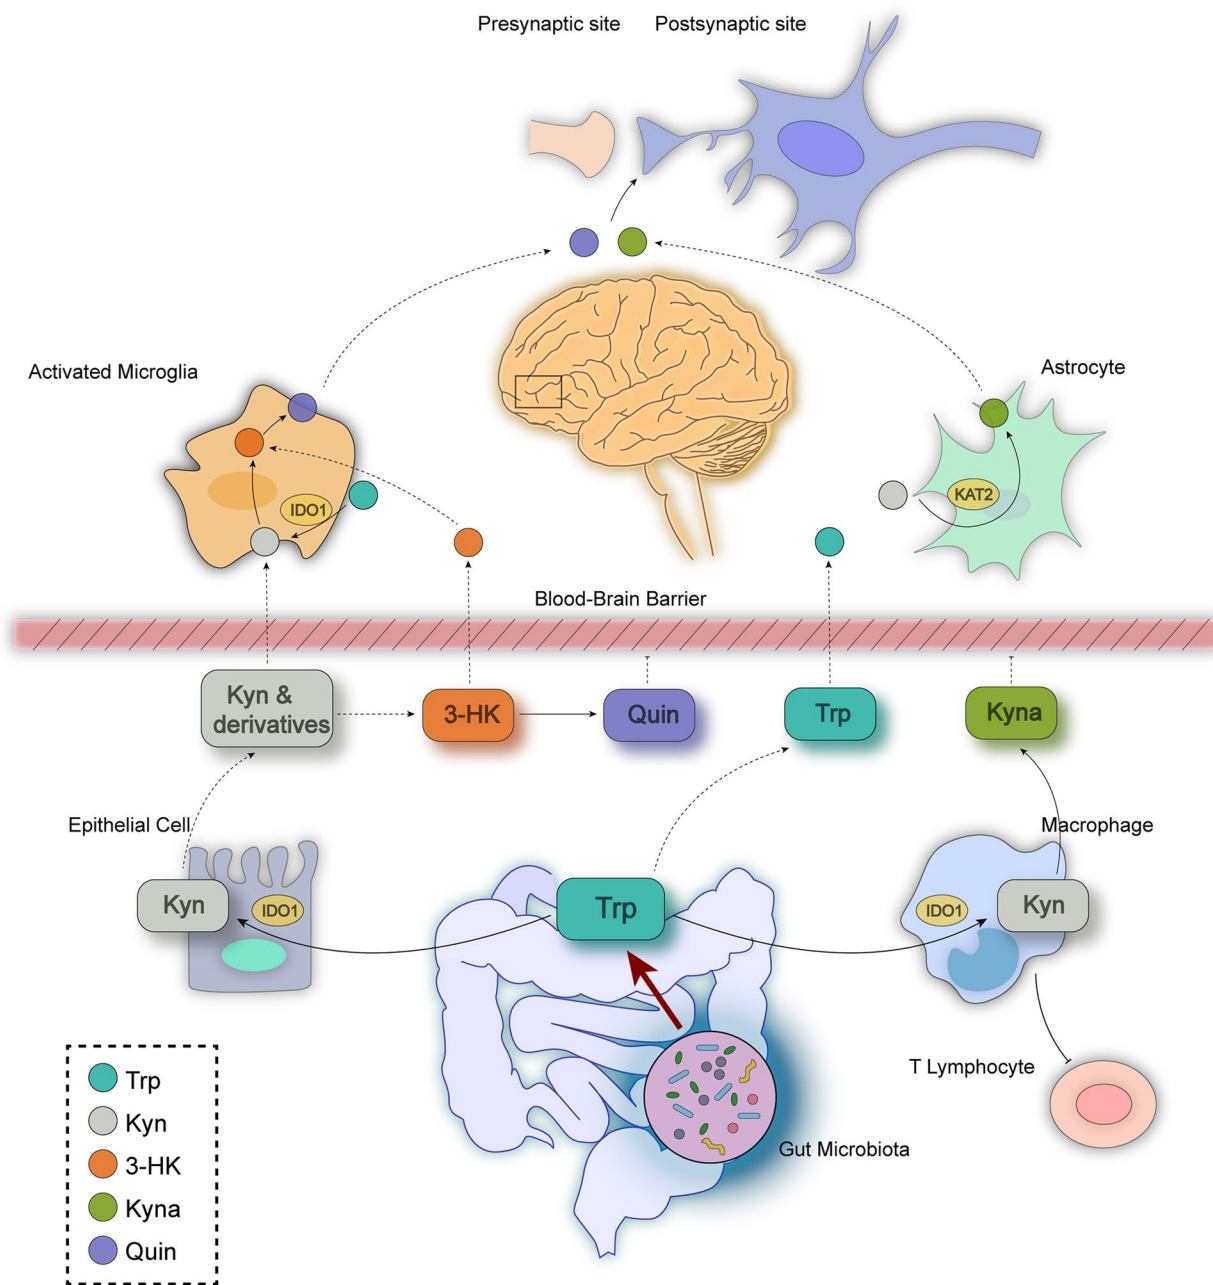 Presynaptic site
Postsynaptic site
Activated Microglia
Astrocyte
IDO1
KAT2
Blood-Brain Barrier
Kyn &
derivatives
3-HK
Quin
Trp
Kyna
Epithelial Cell
Macrophage
Kyn
IDO1
Trp
IDO1
Kyn
T Lymphocyte
Gut Microbiota
Trp
Kyn
3-HK
Kyna
Quin